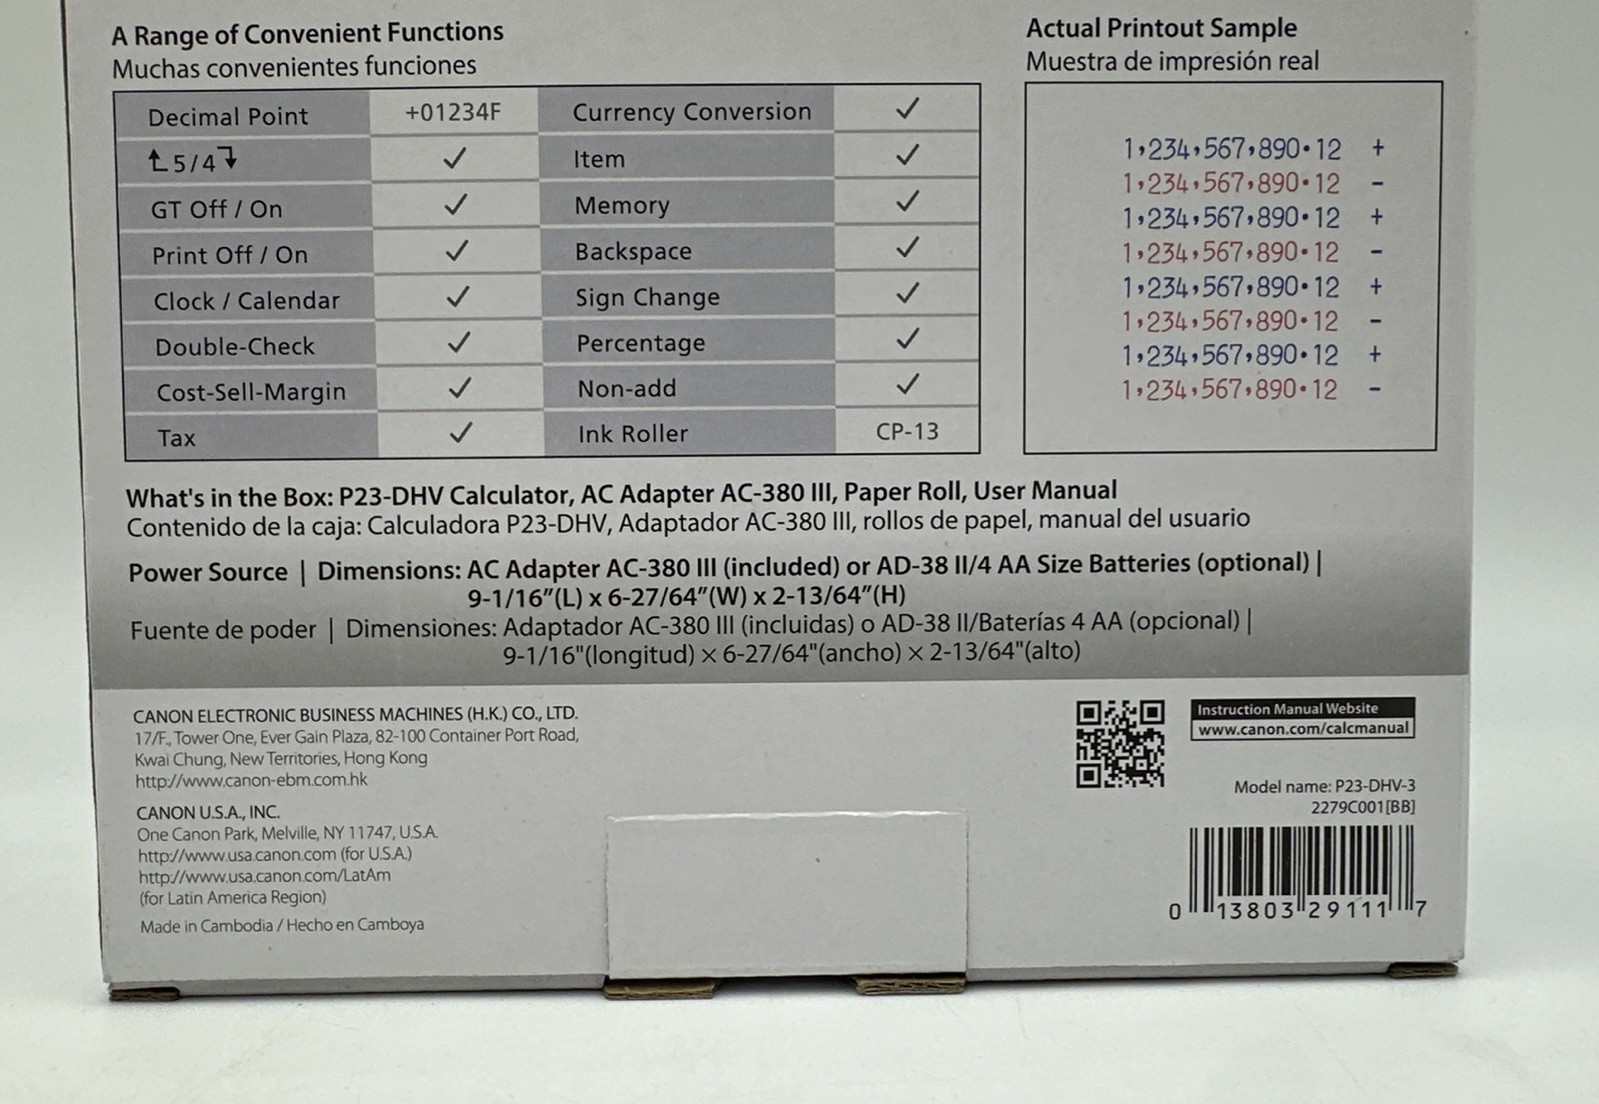 A Range of Convenient Functions
Muchas convenientes funciones
Decimal Point +01234F Currency Conversion ✓
↥5/4↧ ✓ Item ✓
GT Off / On ✓ Memory ✓
Print Off / On ✓ Backspace ✓
Clock / Calendar ✓ Sign Change ✓
Double-Check ✓ Percentage ✓
Cost-Sell-Margin ✓ Non-add ✓
Tax ✓ Ink Roller CP-13
Actual Printout Sample
Muestra de impresión real
1,234,567,890.12 +
1,234,567,890.12 -
1,234,567,890.12 +
1,234,567,890.12 -
1,234,567,890.12 +
1,234,567,890.12 -
1,234,567,890.12 +
1,234,567,890.12 -
What's in the Box: P23-DHV Calculator, AC Adapter AC-380 III, Paper Roll, User Manual
Contenido de la caja: Calculadora P23-DHV, Adaptador AC-380 III, rollos de papel, manual del usuario
Power Source | Dimensions: AC Adapter AC-380 III (included) or AD-38 II/4 AA Size Batteries (optional) |
9-1/16”(L) x 6-27/64”(W) x 2-13/64”(H)
Fuente de poder | Dimensiones: Adaptador AC-380 III (incluidas) o AD-38 II/Baterías 4 AA (opcional) |
9-1/16"(longitud) × 6-27/64"(ancho) × 2-13/64"(alto)
CANON ELECTRONIC BUSINESS MACHINES (H.K.) CO., LTD.
17/F., Tower One, Ever Gain Plaza, 82-100 Container Port Road,
Kwai Chung, New Territories, Hong Kong
http://www.canon-ebm.com.hk
CANON U.S.A., INC.
One Canon Park, Melville, NY 11747, U.S.A.
http://www.usa.canon.com (for U.S.A.)
http://www.usa.canon.com/LatAm
(for Latin America Region)
Made in Cambodia / Hecho en Camboya
Instruction Manual Website
www.canon.com/calcmanual
Model name: P23-DHV-3
2279C001[BB]
0 13803 29111 7